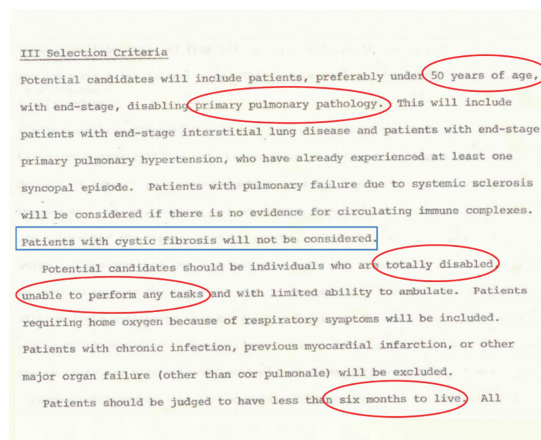 III Selection Criteria
Potential candidates will include patients, preferably under 50 years of age,
with end-stage, disabling primary pulmonary pathology. This will include
patients with end-stage interstitial lung disease and patients with end-stage
primary pulmonary hypertension, who have already experienced at least one
syncopal episode. Patients with pulmonary failure due to systemic sclerosis
will be considered if there is no evidence for circulating immune complexes.
Patients with cystic fibrosis will not be considered.
Potential candidates should be individuals who are totally disabled,
unable to perform any tasks and with limited ability to ambulate. Patients
requiring home oxygen because of respiratory symptoms will be included.
Patients with chronic infection, previous myocardial infarction, or other
major organ failure (other than cor pulmonale) will be excluded.
Patients should be judged to have less than six months to live. All